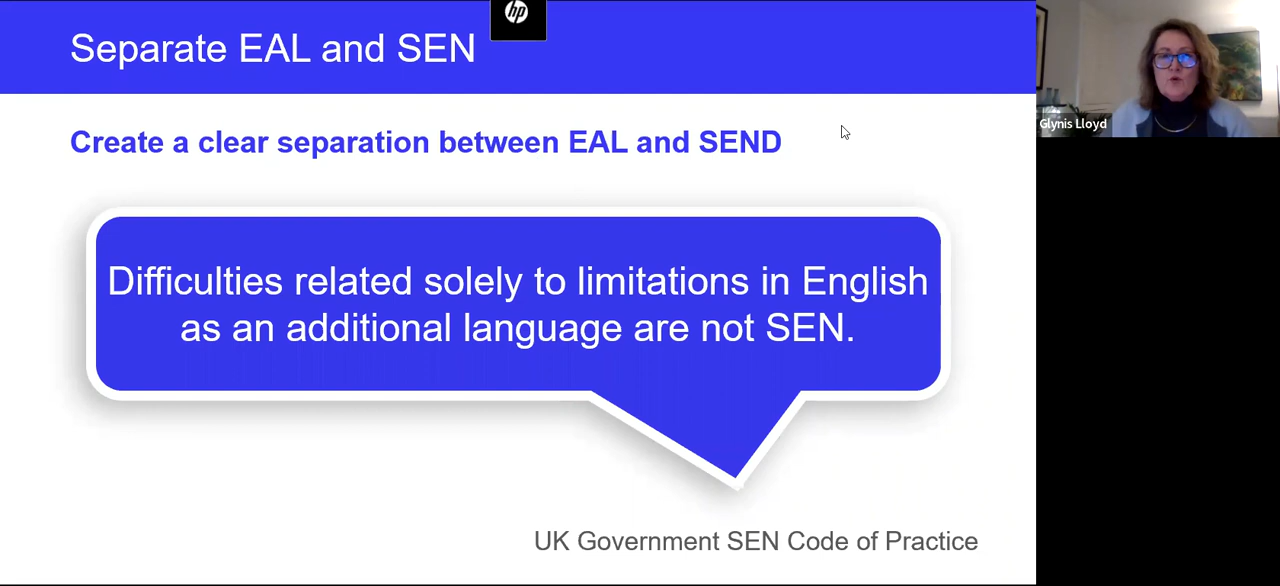 Separate EAL and SEN
hp
Glynis Lloyd
Create a clear separation between EAL and SEND
Difficulties related solely to limitations in English
as an additional language are not SEN.
UK Government SEN Code of Practice